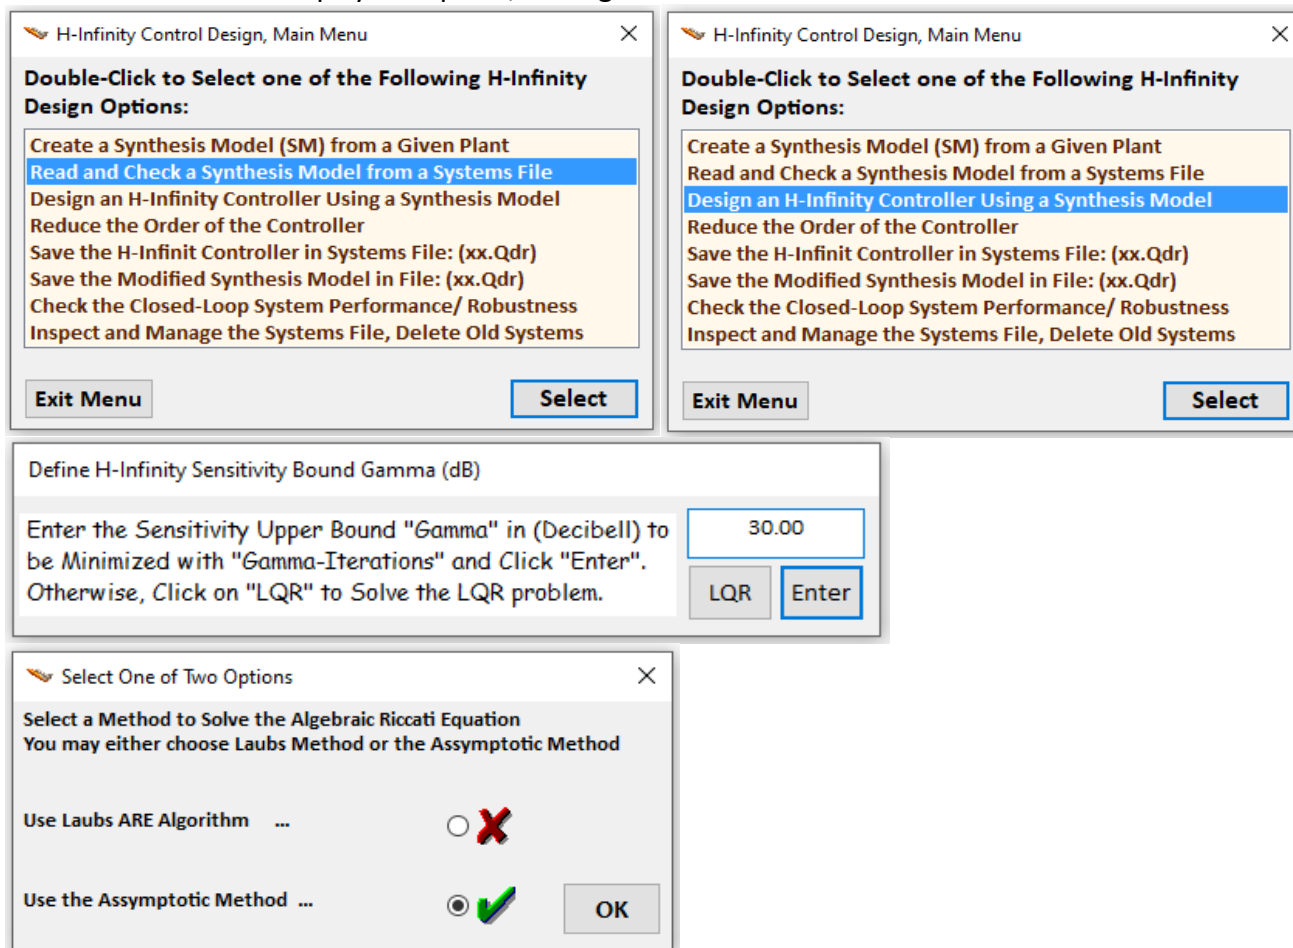 H-Infinity Control Design, Main Menu
Double-Click to Select one of the Following H-Infinity
Design Options:
Create a Synthesis Model (SM) from a Given Plant
Read and Check a Synthesis Model from a Systems File
Design an H-Infinity Controller Using a Synthesis Model
Reduce the Order of the Controller
Save the H-Infinit Controller in Systems File: (xx.Qdr)
Save the Modified Synthesis Model in File: (xx.Qdr)
Check the Closed-Loop System Performance/ Robustness
Inspect and Manage the Systems File, Delete Old Systems
Exit Menu
Select
H-Infinity Control Design, Main Menu
Double-Click to Select one of the Following H-Infinity
Design Options:
Create a Synthesis Model (SM) from a Given Plant
Read and Check a Synthesis Model from a Systems File
Design an H-Infinity Controller Using a Synthesis Model
Reduce the Order of the Controller
Save the H-Infinit Controller in Systems File: (xx.Qdr)
Save the Modified Synthesis Model in File: (xx.Qdr)
Check the Closed-Loop System Performance/ Robustness
Inspect and Manage the Systems File, Delete Old Systems
Exit Menu
Select
Define H-Infinity Sensitivity Bound Gamma (dB)
Enter the Sensitivity Upper Bound "Gamma" in (Decibell) to
be Minimized with "Gamma-Iterations" and Click "Enter".
Otherwise, Click on "LQR" to Solve the LQR problem.
30.00
LQR
Enter
Select One of Two Options
Select a Method to Solve the Algebraic Riccati Equation
You may either choose Laubs Method or the Assymptotic Method
Use Laubs ARE Algorithm ...
Use the Assymptotic Method ...
OK